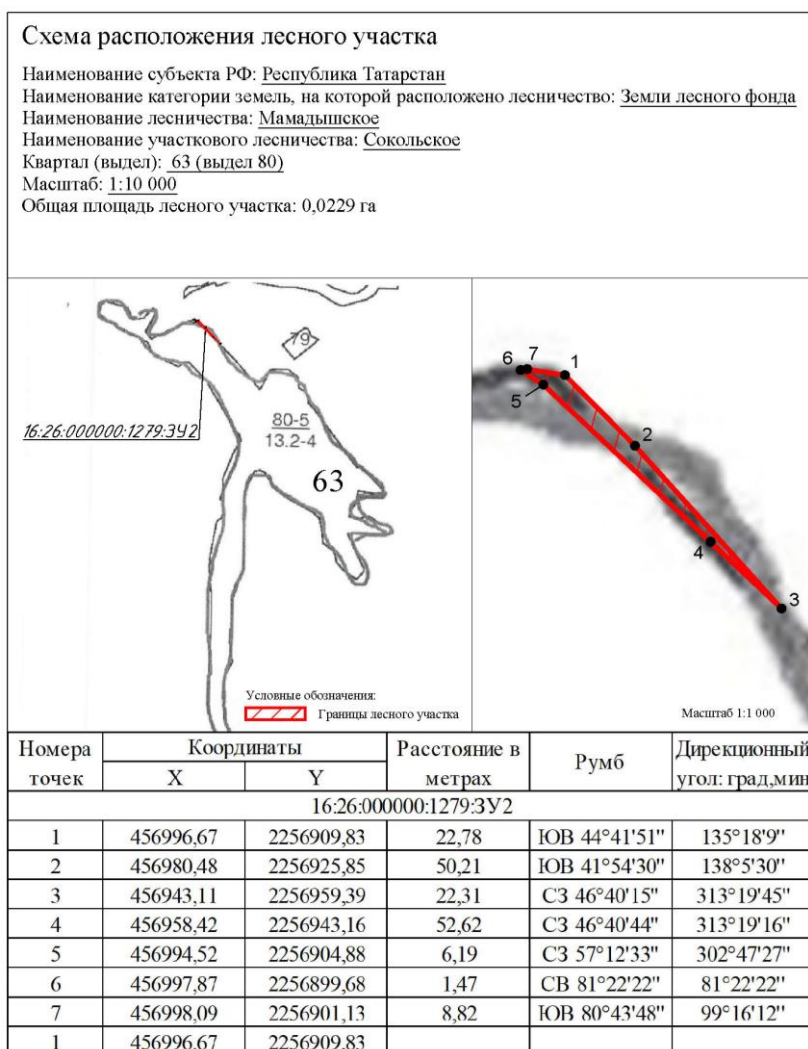 Схема расположения лесного участка
Наименование субъекта РФ: Республика Татарстан
Наименование категории земель, на которой расположено лесничество: Земли лесного фонда
Наименование лесничества: Мамадышское
Наименование участкового лесничества: Сокольское
Квартал (выдел): 63 (выдел 80)
Масштаб: 1:10 000
Общая площадь лесного участка: 0,0229 га
79
16:26:000000:1279:ЗУ2
80-5
13.2-4
63
Условные обозначения:
Границы лесного участка
6 7 1
5
2
4
3
Масштаб 1:1 000
Номера точек Координаты Расстояние в метрах Румб Дирекционный угол: град,мин
X Y
16:26:000000:1279:ЗУ2
1 456996,67 2256909,83 22,78 ЮВ 44°41'51" 135°18'9"
2 456980,48 2256925,85 50,21 ЮВ 41°54'30" 138°5'30"
3 456943,11 2256959,39 22,31 СЗ 46°40'15" 313°19'45"
4 456958,42 2256943,16 52,62 СЗ 46°40'44" 313°19'16"
5 456994,52 2256904,88 6,19 СЗ 57°12'33" 302°47'27"
6 456997,87 2256899,68 1,47 СВ 81°22'22" 81°22'22"
7 456998,09 2256901,13 8,82 ЮВ 80°43'48" 99°16'12"
1 456996,67 2256909,83